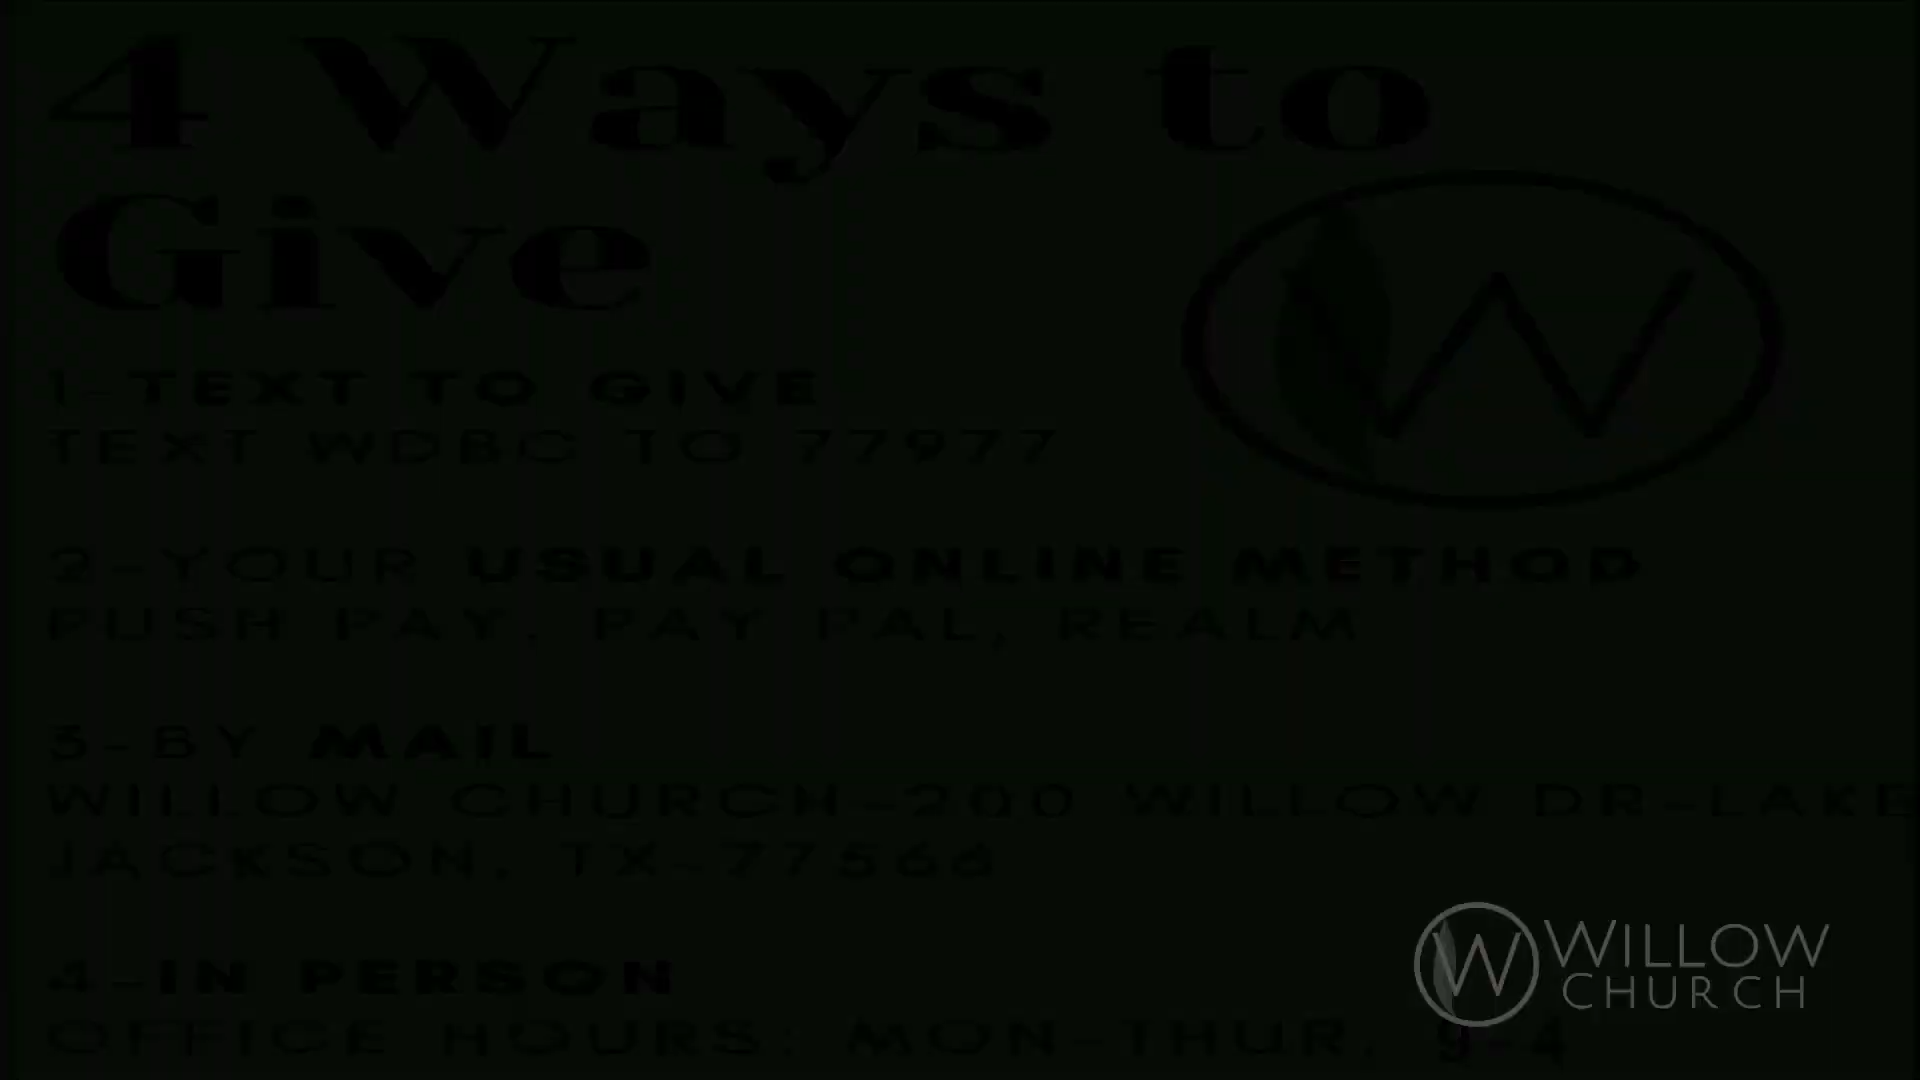 4 Ways to
Give
1-TEXT TO GIVE
TEXT WDBC TO 77977
2-YOUR USUAL ONLINE METHOD
PUSH PAY, PAY PAL, REALM
3-BY MAIL
WILLOW CHURCH-200 WILLOW DR-LAKE
JACKSON, TX-77566
4-IN PERSON
OFFICE HOURS: MON-THUR. 9-4
W
W WILLOW
CHURCH